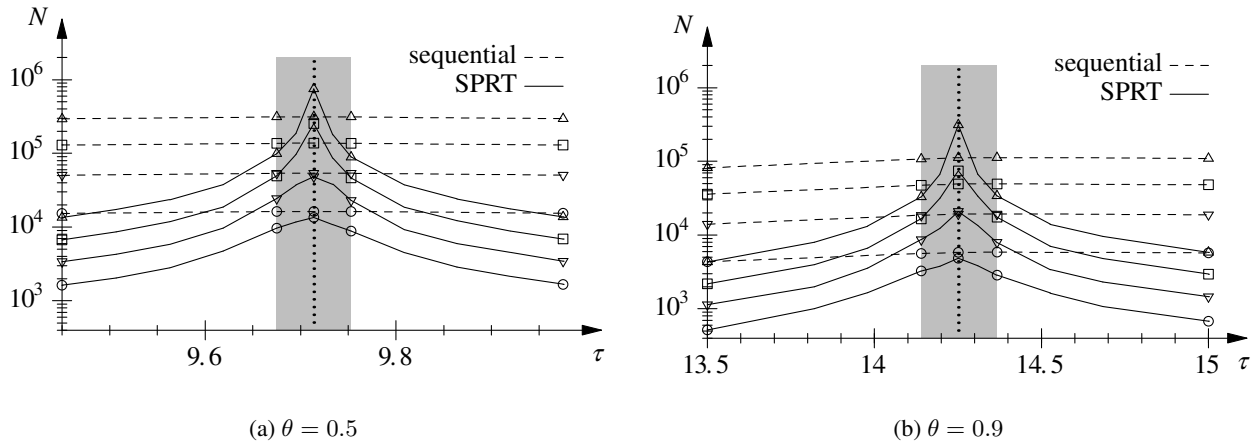 N
sequential
SPRT
10^6
10^5
10^4
10^3
9.6
9.8
τ
(a) θ = 0.5
N
sequential
SPRT
10^6
10^5
10^4
10^3
13.5
14
14.5
15
τ
(b) θ = 0.9